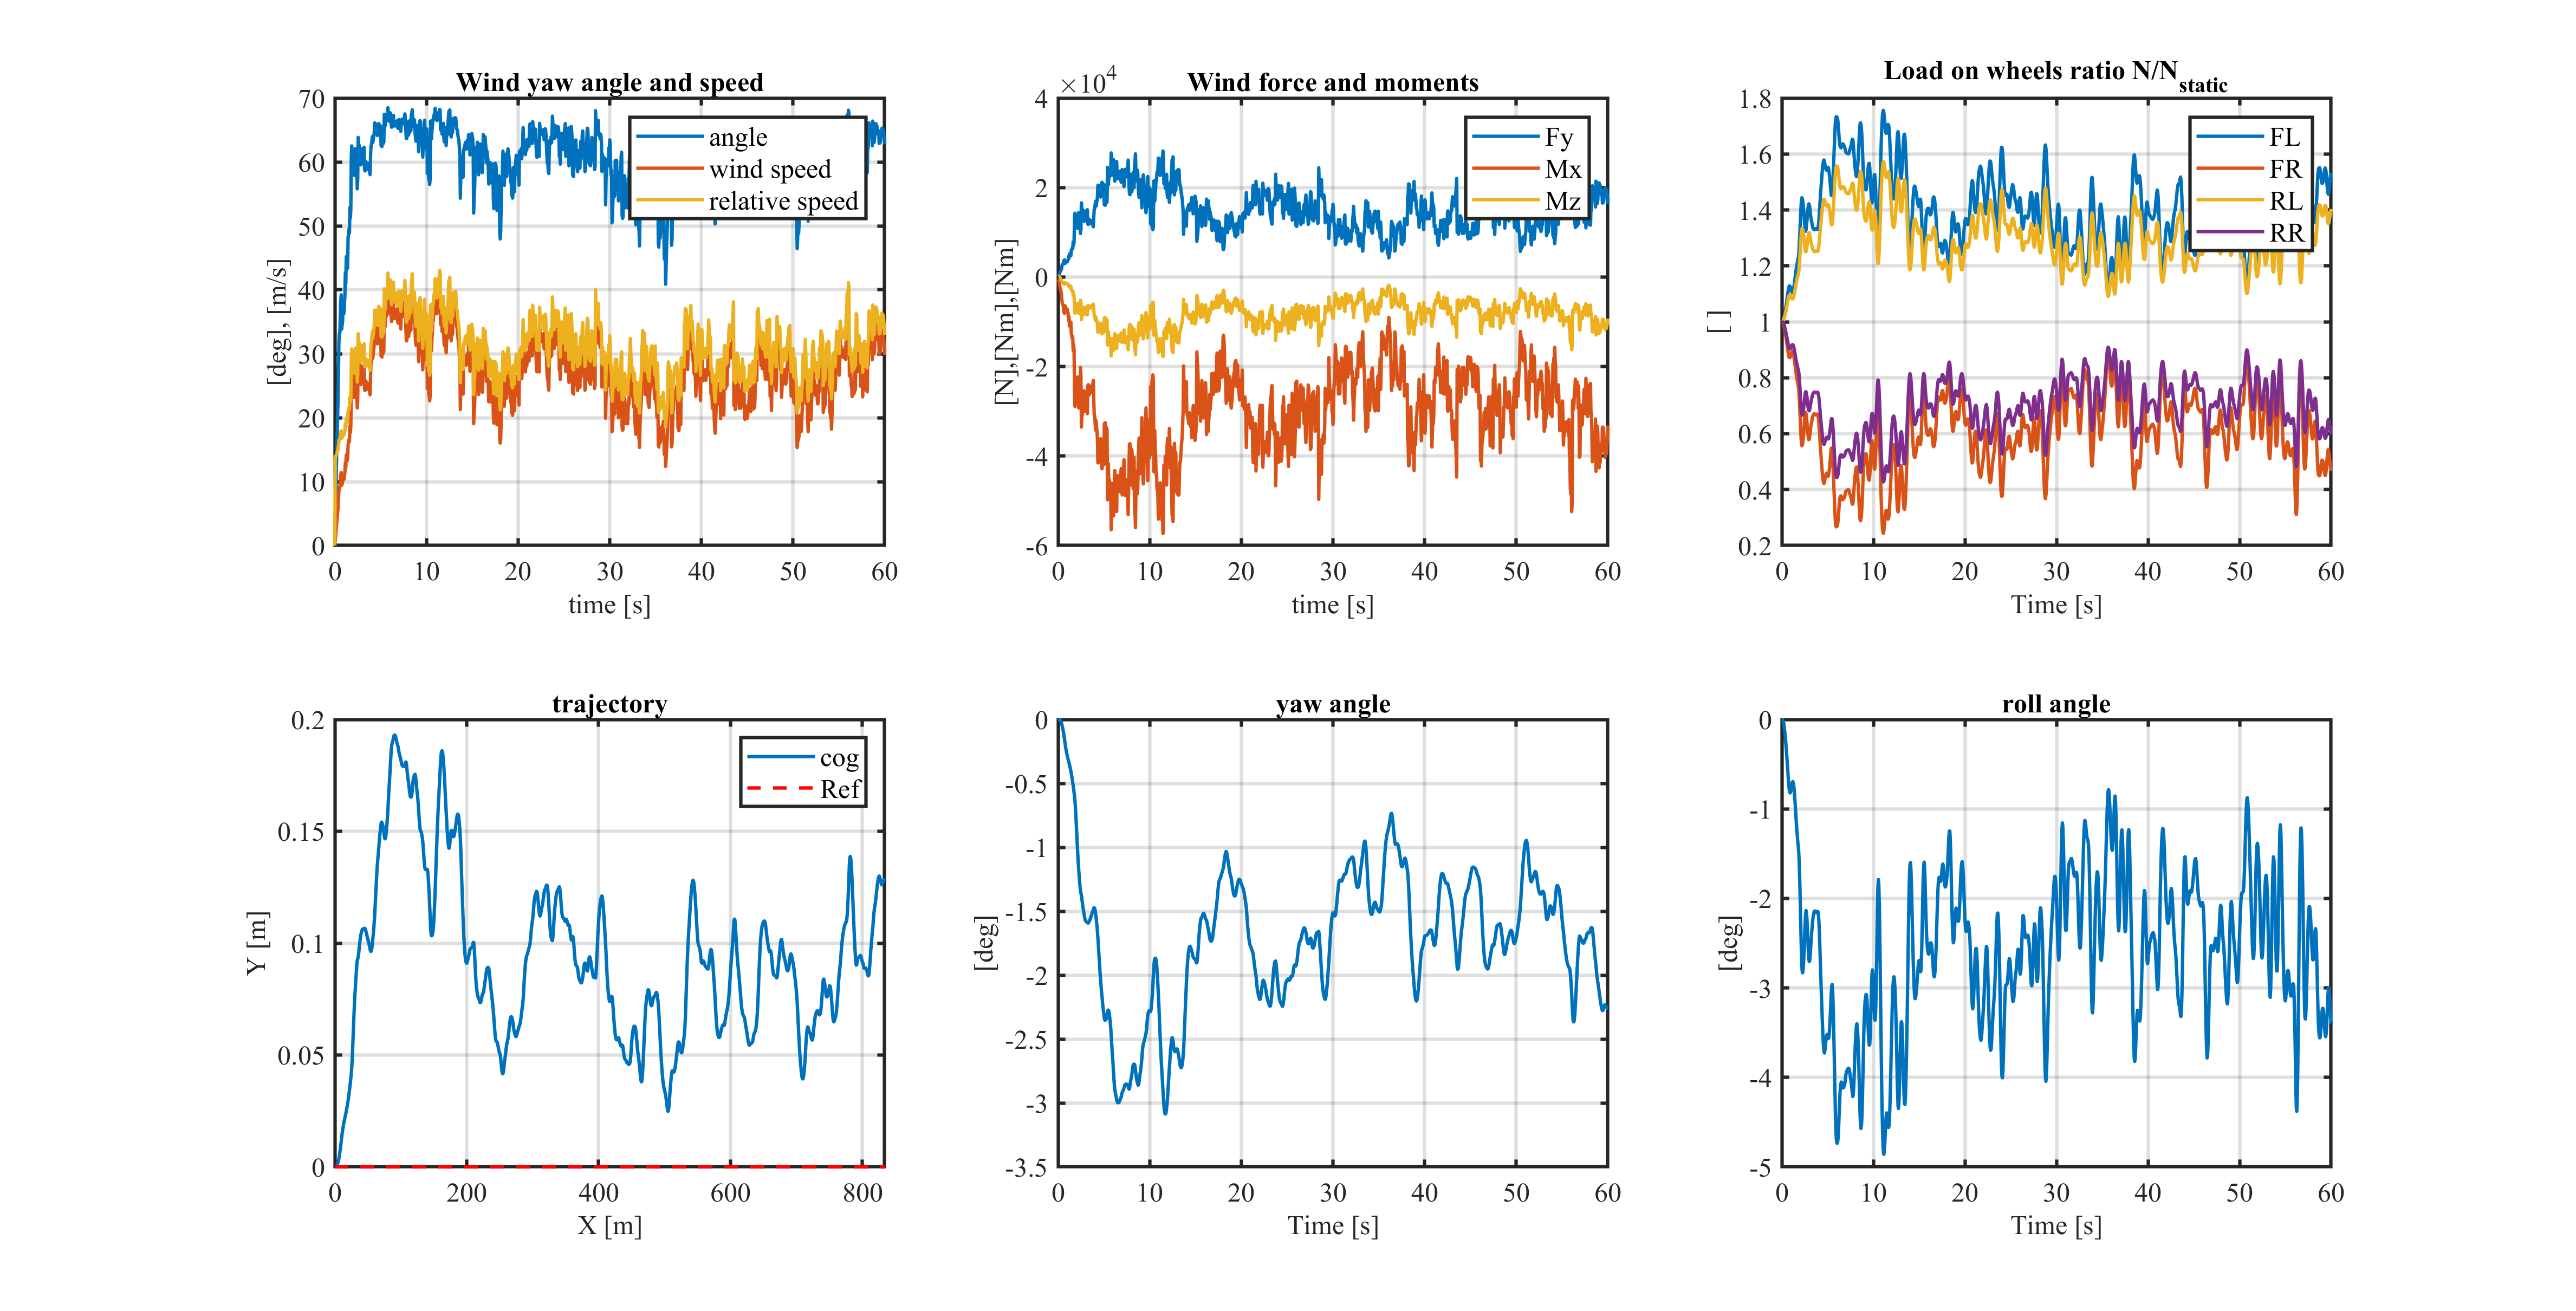 Wind yaw angle and speed
70
60
50
40
30
20
10
0
[deg], [m/s]
angle
wind speed
relative speed
0 10 20 30 40 50 60
time [s]
Wind force and moments
×10^4
4
2
0
-2
-4
-6
[N],[Nm],[Nm]
Fy
Mx
Mz
0 10 20 30 40 50 60
time [s]
Load on wheels ratio N/N_static
1.8
1.6
1.4
1.2
1
0.8
0.6
0.4
0.2
[ ]
FL
FR
RL
RR
0 10 20 30 40 50 60
Time [s]
trajectory
0.2
0.15
0.1
0.05
0
Y [m]
cog
Ref
0 200 400 600 800
X [m]
yaw angle
0
-0.5
-1
-1.5
-2
-2.5
-3
-3.5
[deg]
0 10 20 30 40 50 60
Time [s]
roll angle
0
-1
-2
-3
-4
-5
[deg]
0 10 20 30 40 50 60
Time [s]